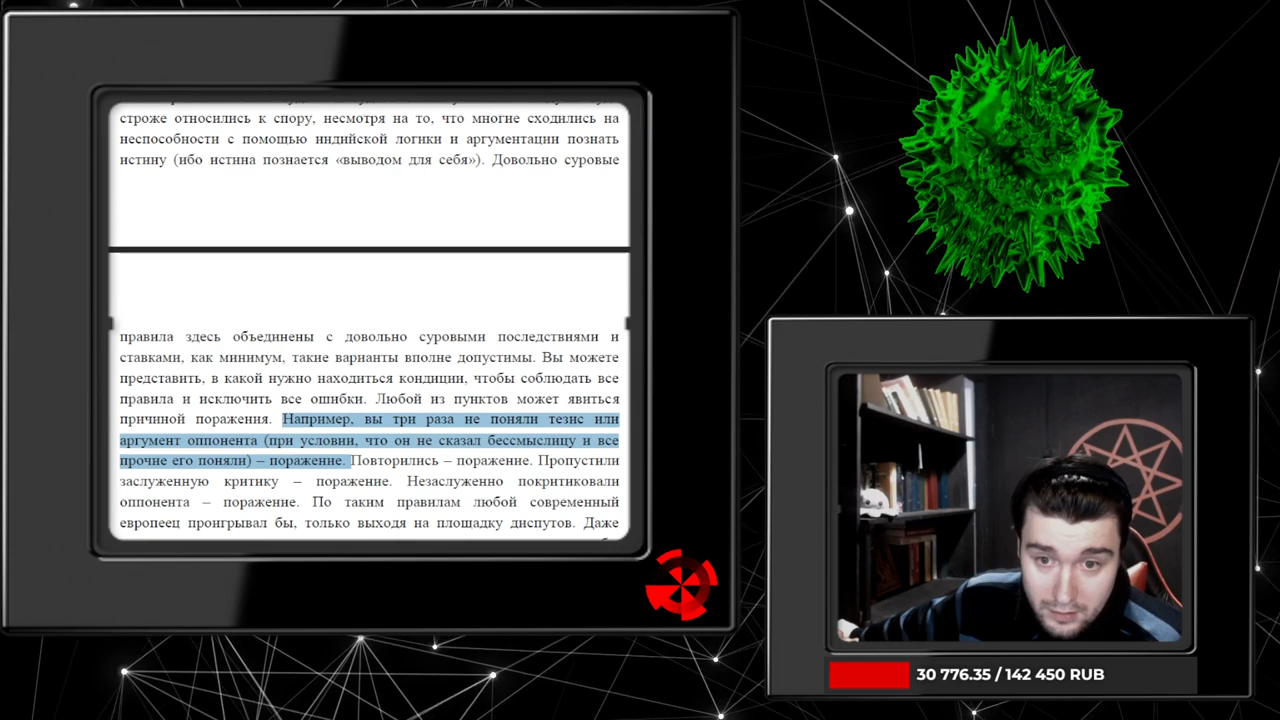 строже относились к спору, несмотря на то, что многие сходились на
неспособности с помощью индийской логики и аргументации познать
истину (ибо истина познается «выводом для себя»). Довольно суровые
правила здесь объединены с довольно суровыми последствиями и
ставками, как минимум, такие варианты вполне допустимы. Вы можете
представить, в какой нужно находиться кондиции, чтобы соблюдать все
правила и исключить все ошибки. Любой из пунктов может явиться
причиной поражения. Например, вы три раза не поняли тезис или
аргумент оппонента (при условии, что он не сказал бессмыслицу и все
прочие его поняли) – поражение. Повторились – поражение. Пропустили
заслуженную критику – поражение. Незаслуженно покритиковали
оппонента – поражение. По таким правилам любой современный
европеец проигрывал бы, только выходя на площадку диспутов. Даже
30 776.35 / 142 450 RUB